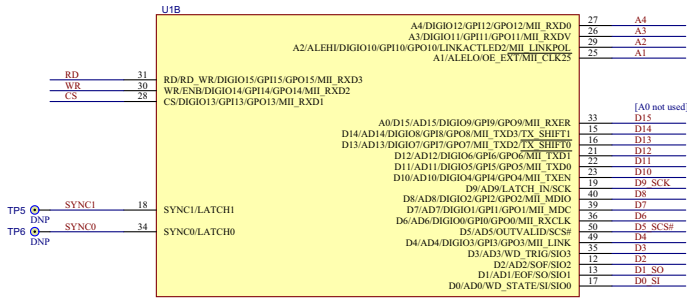 U1B
A4/DIGIO12/GPI12/GPO12/MII_RXD0 27 A4
A3/DIGIO11/GPI11/GPO11/MII_RXDV 26 A3
A2/ALEHI/DIGIO10/GPI10/GPO10/LINKACTLED2/MII_LINKPOL 29 A2
A1/ALELO/OE_EXT/MII_CLK25 25 A1
RD 31 RD/RD_WR/DIGIO15/GPI15/GPO15/MII_RXD3
WR 30 WR/ENB/DIGIO14/GPI14/GPO14/MII_RXD2
CS 28 CS/DIGIO13/GPI13/GPO13/MII_RXD1
[A0 not used]
A0/D15/AD15/DIGIO9/GPI9/GPO9/MII_RXER 33 D15
D14/AD14/DIGIO8/GPI8/GPO8/MII_TXD3/TX_SHIFT1 15 D14
D13/AD13/DIGIO7/GPI7/GPO7/MII_TXD2/TX_SHIFT0 16 D13
D12/AD12/DIGIO6/GPI6/GPO6/MII_TXD1 21 D12
D11/AD11/DIGIO5/GPI5/GPO5/MII_TXD0 22 D11
D10/AD10/DIGIO4/GPI4/GPO4/MII_TXEN 23 D10
D9/AD9/LATCH_IN/SCK 19 D9_SCK
D8/AD8/DIGIO2/GPI2/GPO2/MII_MDIO 40 D8
TP5 DNP SYNC1 18 SYNC1/LATCH1
D7/AD7/DIGIO1/GPI1/GPO1/MII_MDC 39 D7
D6/AD6/DIGIO0/GPI0/GPO0/MII_RXCLK 36 D6
TP6 DNP SYNC0 34 SYNC0/LATCH0
D5/AD5/OUTVALID/SCS# 50 D5_SCS#
D4/AD4/DIGIO3/GPI3/GPO3/MII_LINK 49 D4
D3/AD3/WD_TRIG/SIO3 35 D3
D2/AD2/SOF/SIO2 12 D2
D1/AD1/EOF/SO/SIO1 13 D1_SO
D0/AD0/WD_STATE/SI/SIO0 17 D0_SI